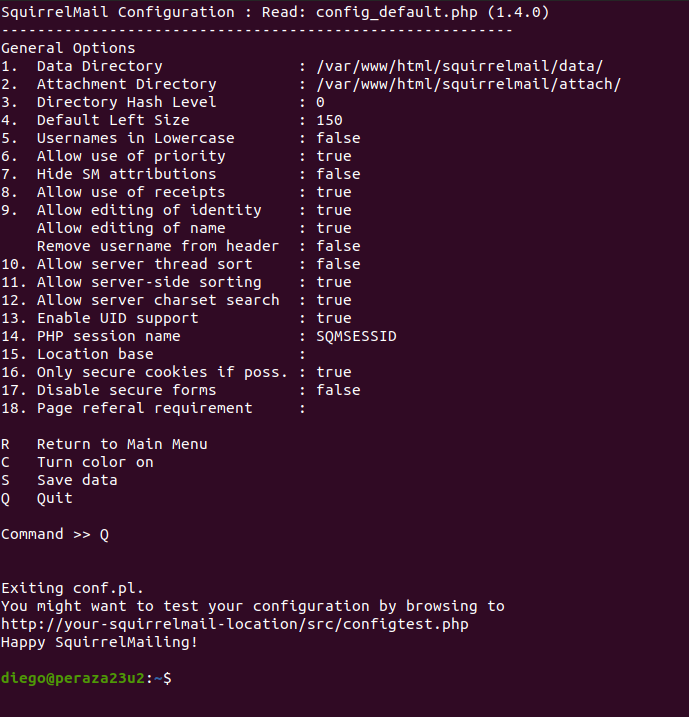 SquirrelMail Configuration : Read: config_default.php (1.4.0)
---------------------------------------------------------
General Options
1.  Data Directory               : /var/www/html/squirrelmail/data/
2.  Attachment Directory         : /var/www/html/squirrelmail/attach/
3.  Directory Hash Level         : 0
4.  Default Left Size            : 150
5.  Usernames in Lowercase       : false
6.  Allow use of priority        : true
7.  Hide SM attributions         : false
8.  Allow use of receipts        : true
9.  Allow editing of identity    : true
    Allow editing of name        : true
    Remove username from header  : false
10. Allow server thread sort     : false
11. Allow server-side sorting    : true
12. Allow server charset search  : true
13. Enable UID support           : true
14. PHP session name             : SQMSESSID
15. Location base                :
16. Only secure cookies if poss. : true
17. Disable secure forms         : false
18. Page referal requirement     :
R   Return to Main Menu
C   Turn color on
S   Save data
Q   Quit
Command >> Q
Exiting conf.pl.
You might want to test your configuration by browsing to
http://your-squirrelmail-location/src/configtest.php
Happy SquirrelMailing!
diego@peraza23u2:~$